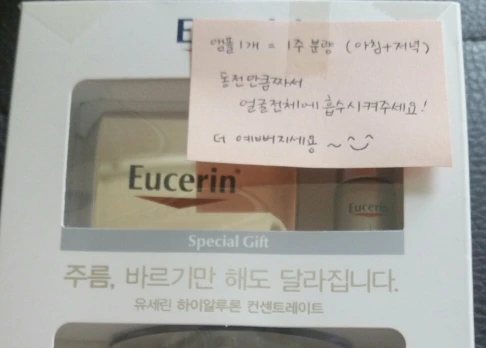 앰플 1개 = 1주 분량 (아침+저녁)
동전만큼짜서
얼굴전체에 흡수시켜주세요!
더 예뻐지세용 ~
Eucerin
Eucerin
Special Gift
주름, 바르기만 해도 달라집니다.
유세린 하이알루론 컨센트레이트